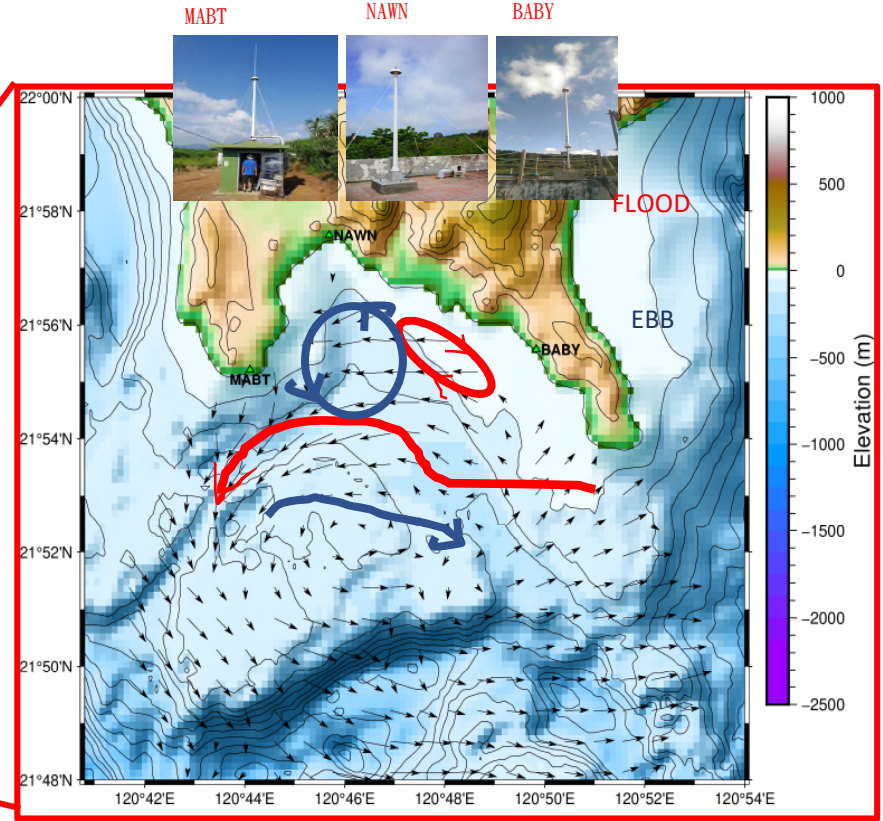 MABT
NAWN
BABY
22°00'N
21°58'N
21°56'N
21°54'N
21°52'N
21°50'N
21°48'N
FLOOD
NAWN
EBB
BABY
MABT
120°42'E
120°44'E
120°46'E
120°48'E
120°50'E
120°52'E
120°54'E
1000
500
0
−500
−1000
−1500
−2000
−2500
Elevation (m)